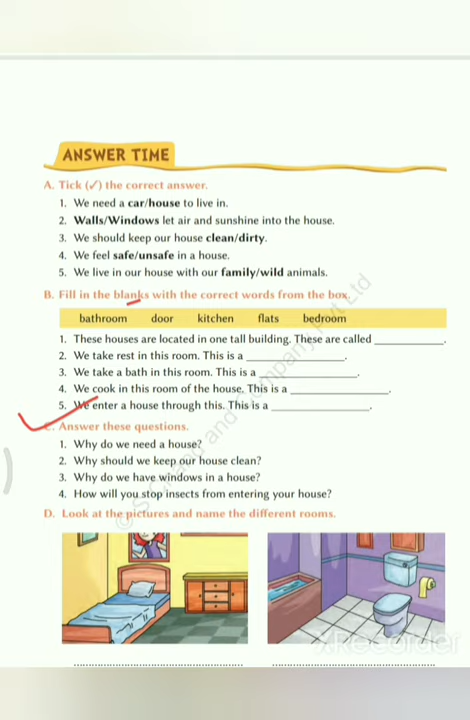 ANSWER TIME
A. Tick (✓) the correct answer.
1. We need a car/house to live in.
2. Walls/Windows let air and sunshine into the house.
3. We should keep our house clean/dirty.
4. We feel safe/unsafe in a house.
5. We live in our house with our family/wild animals.
B. Fill in the blanks with the correct words from the box.
bathroom door kitchen flats bedroom
1. These houses are located in one tall building. These are called __________.
2. We take rest in this room. This is a ______________.
3. We take a bath in this room. This is a ______________.
4. We cook in this room of the house. This is a ______________.
5. We enter a house through this. This is a ______________.
C. Answer these questions.
1. Why do we need a house?
2. Why should we keep our house clean?
3. Why do we have windows in a house?
4. How will you stop insects from entering your house?
D. Look at the pictures and name the different rooms.
XRecorder